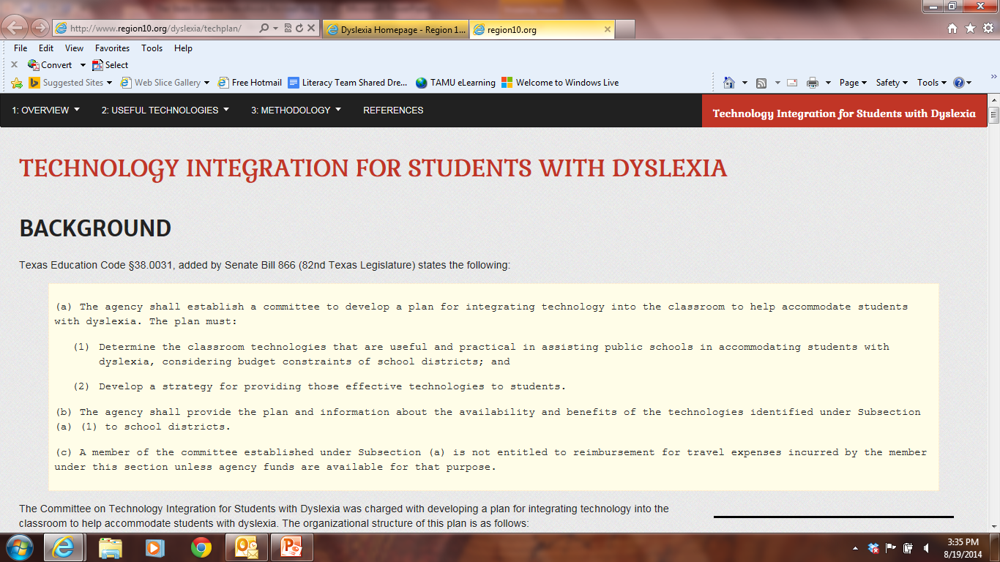 http://www.region10.org/dyslexia/techplan/
Dyslexia Homepage - Region 1...
region10.org
File Edit View Favorites Tools Help
Convert Select
Suggested Sites Web Slice Gallery Free Hotmail Literacy Team Shared Dre... TAMU eLearning Welcome to Windows Live Page Safety Tools
1: OVERVIEW 2: USEFUL TECHNOLOGIES 3: METHODOLOGY REFERENCES Technology Integration for Students with Dyslexia
TECHNOLOGY INTEGRATION FOR STUDENTS WITH DYSLEXIA
BACKGROUND
Texas Education Code §38.0031, added by Senate Bill 866 (82nd Texas Legislature) states the following:
(a) The agency shall establish a committee to develop a plan for integrating technology into the classroom to help accommodate students
with dyslexia. The plan must:
(1) Determine the classroom technologies that are useful and practical in assisting public schools in accommodating students with
dyslexia, considering budget constraints of school districts; and
(2) Develop a strategy for providing those effective technologies to students.
(b) The agency shall provide the plan and information about the availability and benefits of the technologies identified under Subsection
(a) (1) to school districts.
(c) A member of the committee established under Subsection (a) is not entitled to reimbursement for travel expenses incurred by the member
under this section unless agency funds are available for that purpose.
The Committee on Technology Integration for Students with Dyslexia was charged with developing a plan for integrating technology into the
classroom to help accommodate students with dyslexia. The organizational structure of this plan is as follows:
3:35 PM
8/19/2014